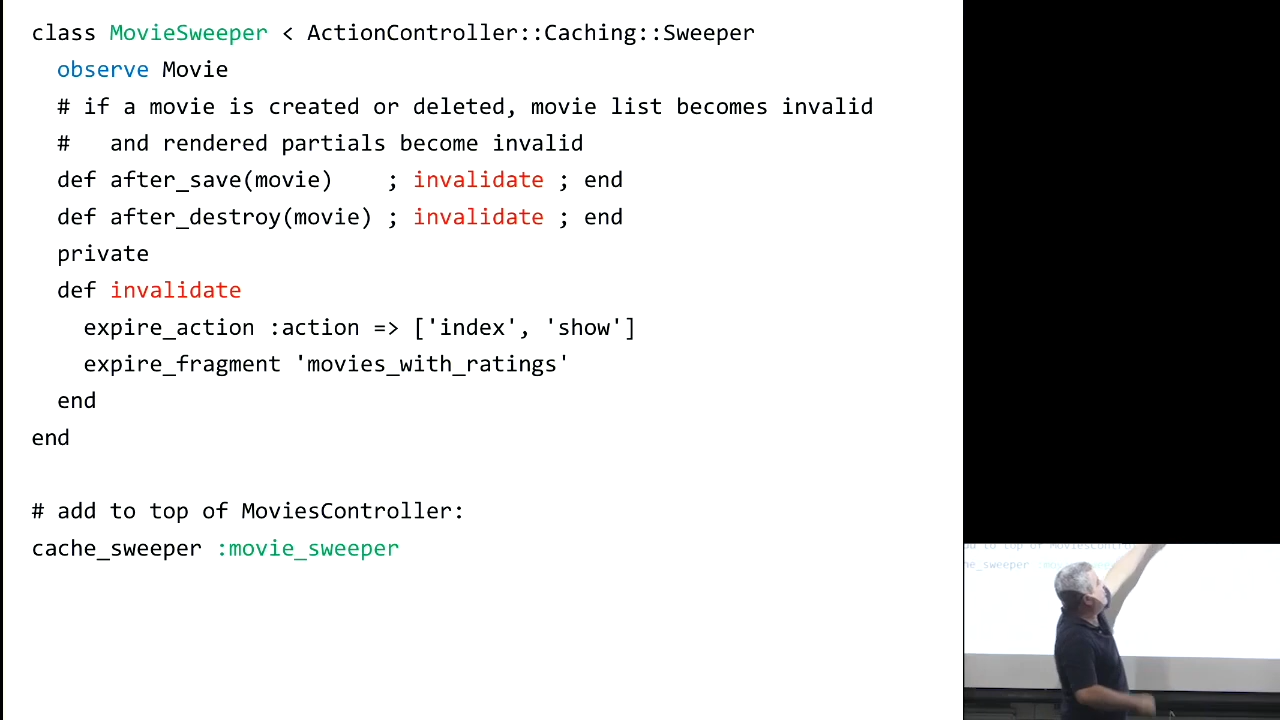 class MovieSweeper < ActionController::Caching::Sweeper
  observe Movie
  # if a movie is created or deleted, movie list becomes invalid
  #   and rendered partials become invalid
  def after_save(movie)    ; invalidate ; end
  def after_destroy(movie) ; invalidate ; end
  private
  def invalidate
    expire_action :action => ['index', 'show']
    expire_fragment 'movies_with_ratings'
  end
end
# add to top of MoviesController:
cache_sweeper :movie_sweeper